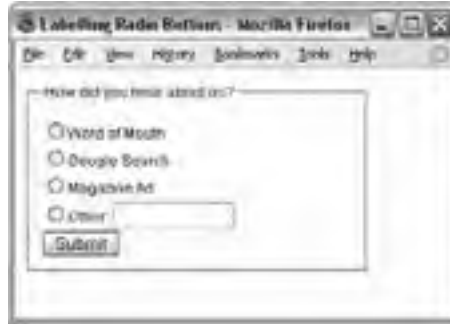 Labelling Radio Buttons - Mozilla Firefox
File Edit View History Bookmarks Tools Help
How did you hear about us?
Word of Mouth
Google Search
Magazine Ad
Other
Submit